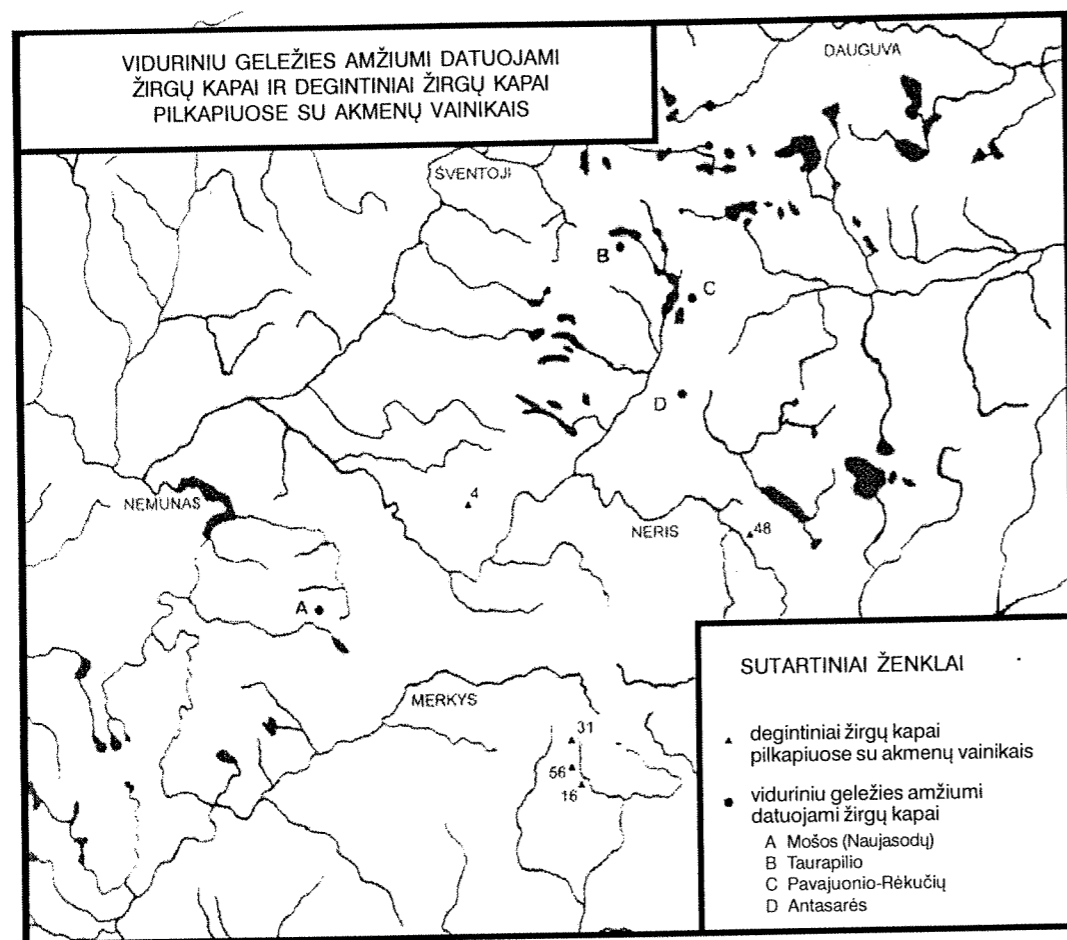 VIDURINIU GELEŽIES AMŽIUMI DATUOJAMI
ŽIRGŲ KAPAI IR DEGINTINIAI ŽIRGŲ KAPAI
PILKAPIUOSE SU AKMENŲ VAINIKAIS
DAUGUVA
ŠVENTOJI
B
C
D
NEMUNAS
4
NERIS
48
A
MERKYS
31
56
16
SUTARTINIAI ŽENKLAI
degintiniai žirgų kapai
pilkapiuose su akmenų vainikais
viduriniu geležies amžiumi
datuojami žirgų kapai
A Mošos (Naujasodų)
B Taurapilio
C Pavajuonio-Rėkučių
D Antasarės